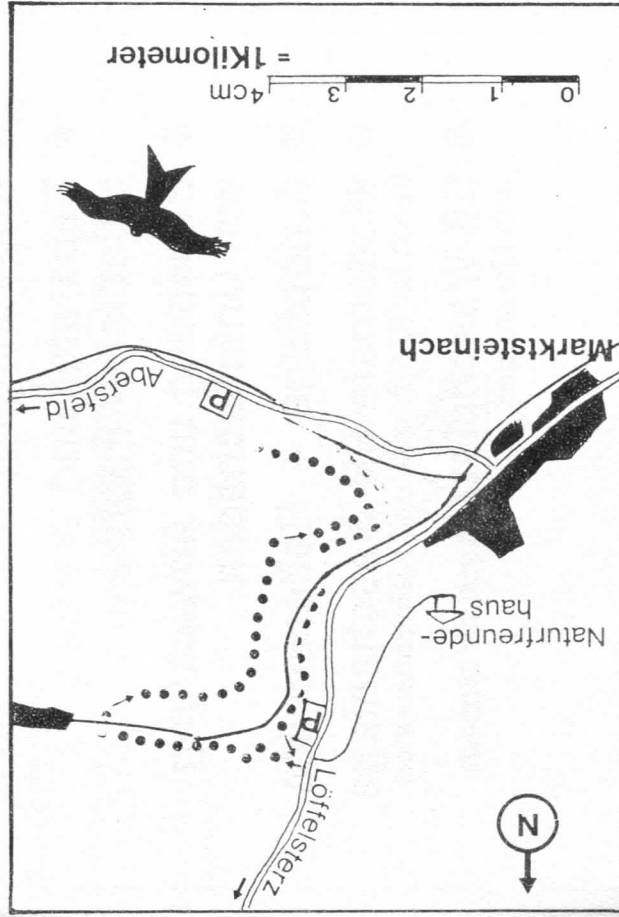 N
Löffelsterz
P
Naturfreunde-
haus
P
Abersfeld
Marktsteinach
0 1 2 3 4cm
= 1Kilometer